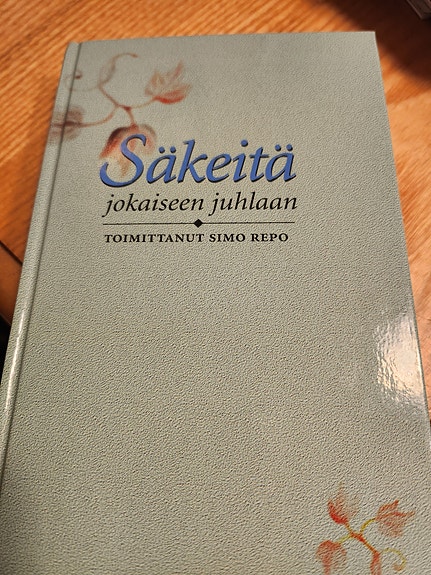 Säkeitä
jokaiseen juhlaan
TOIMITTANUT SIMO REPO